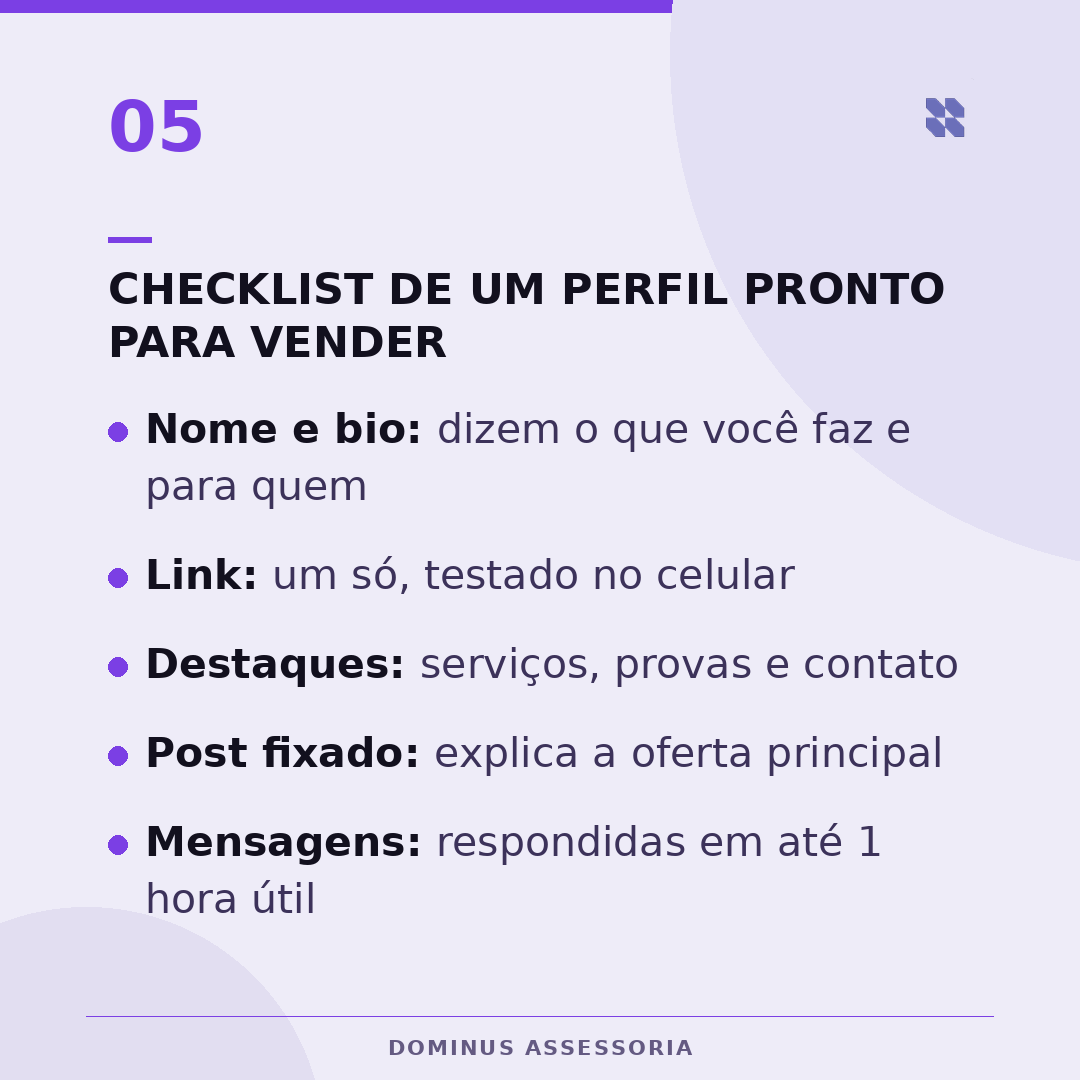 05
CHECKLIST DE UM PERFIL PRONTO
PARA VENDER
Nome e bio: dizem o que você faz e
para quem
Link: um só, testado no celular
Destaques: serviços, provas e contato
Post fixado: explica a oferta principal
Mensagens: respondidas em até 1
hora útil
DOMINUS ASSESSORIA